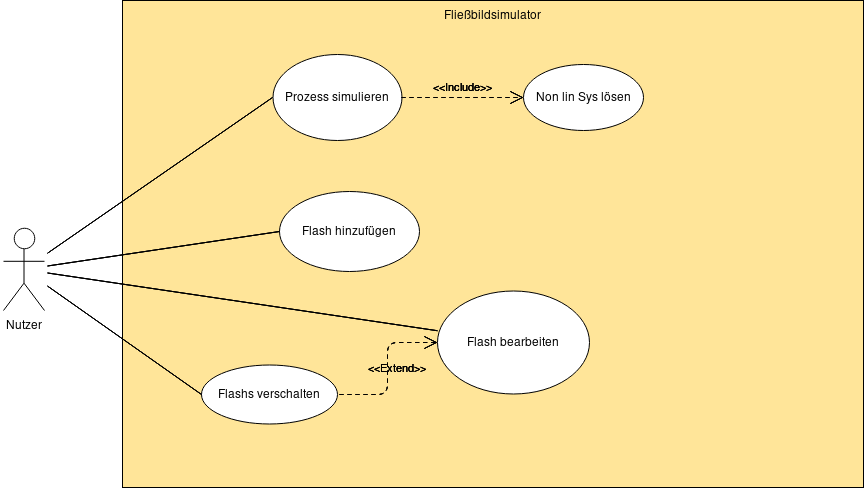 Fließbildsimulator
Prozess simulieren
<<Include>>
Non lin Sys lösen
Flash hinzufügen
Nutzer
Flash bearbeiten
<<Extend>>
Flashs verschalten